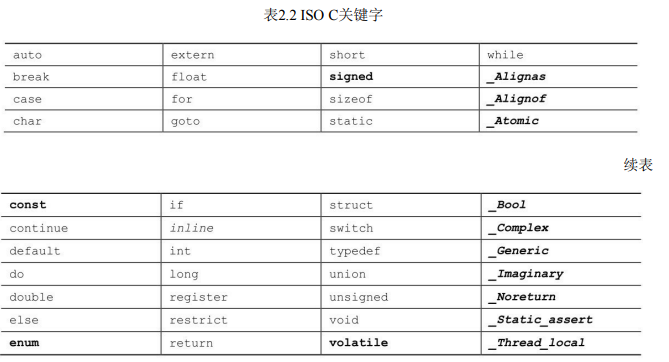 表2.2 ISO C关键字
auto extern short while
break float signed _Alignas
case for sizeof _Alignof
char goto static _Atomic
续表
const if struct _Bool
continue inline switch _Complex
default int typedef _Generic
do long union _Imaginary
double register unsigned _Noreturn
else restrict void _Static_assert
enum return volatile _Thread_local